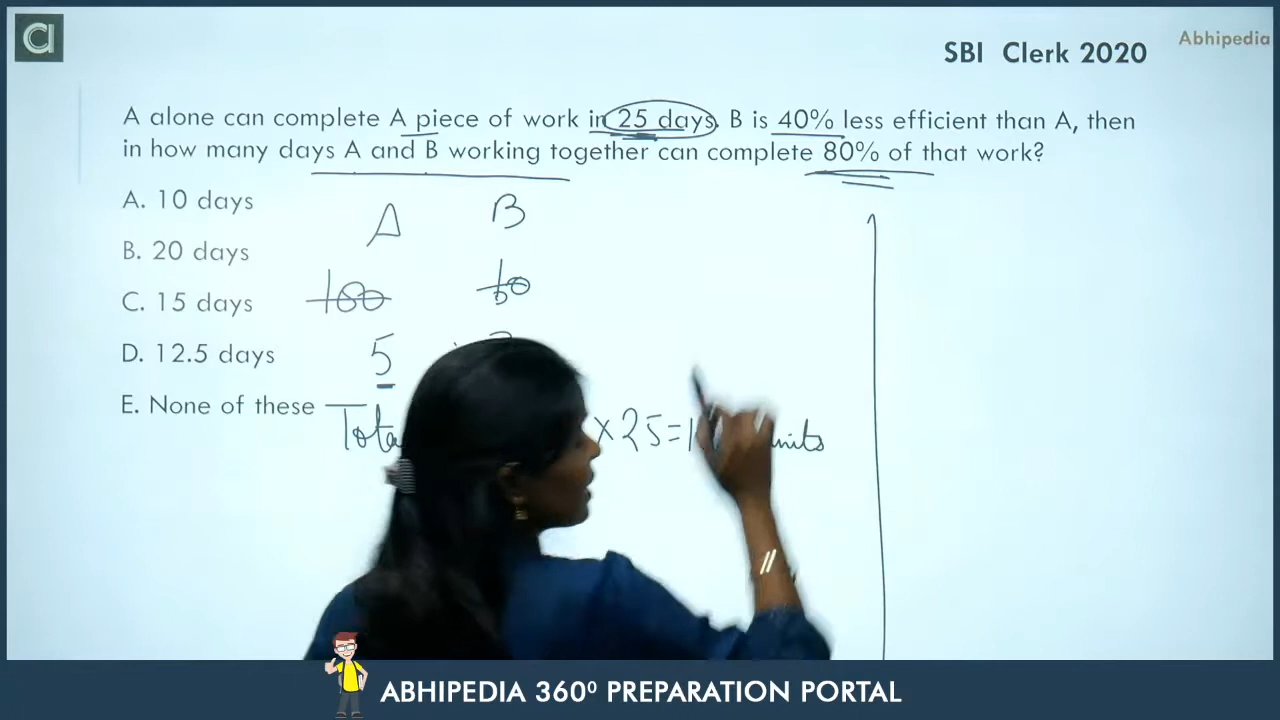 Abhipedia
SBI Clerk 2020
A alone can complete A piece of work in 25 days. B is 40% less efficient than A, then
in how many days A and B working together can complete 80% of that work?
A. 10 days
B. 20 days
C. 15 days
D. 12.5 days
E. None of these
A B
100 60
5
× 25 =
ABHIPEDIA 360⁰ PREPARATION PORTAL